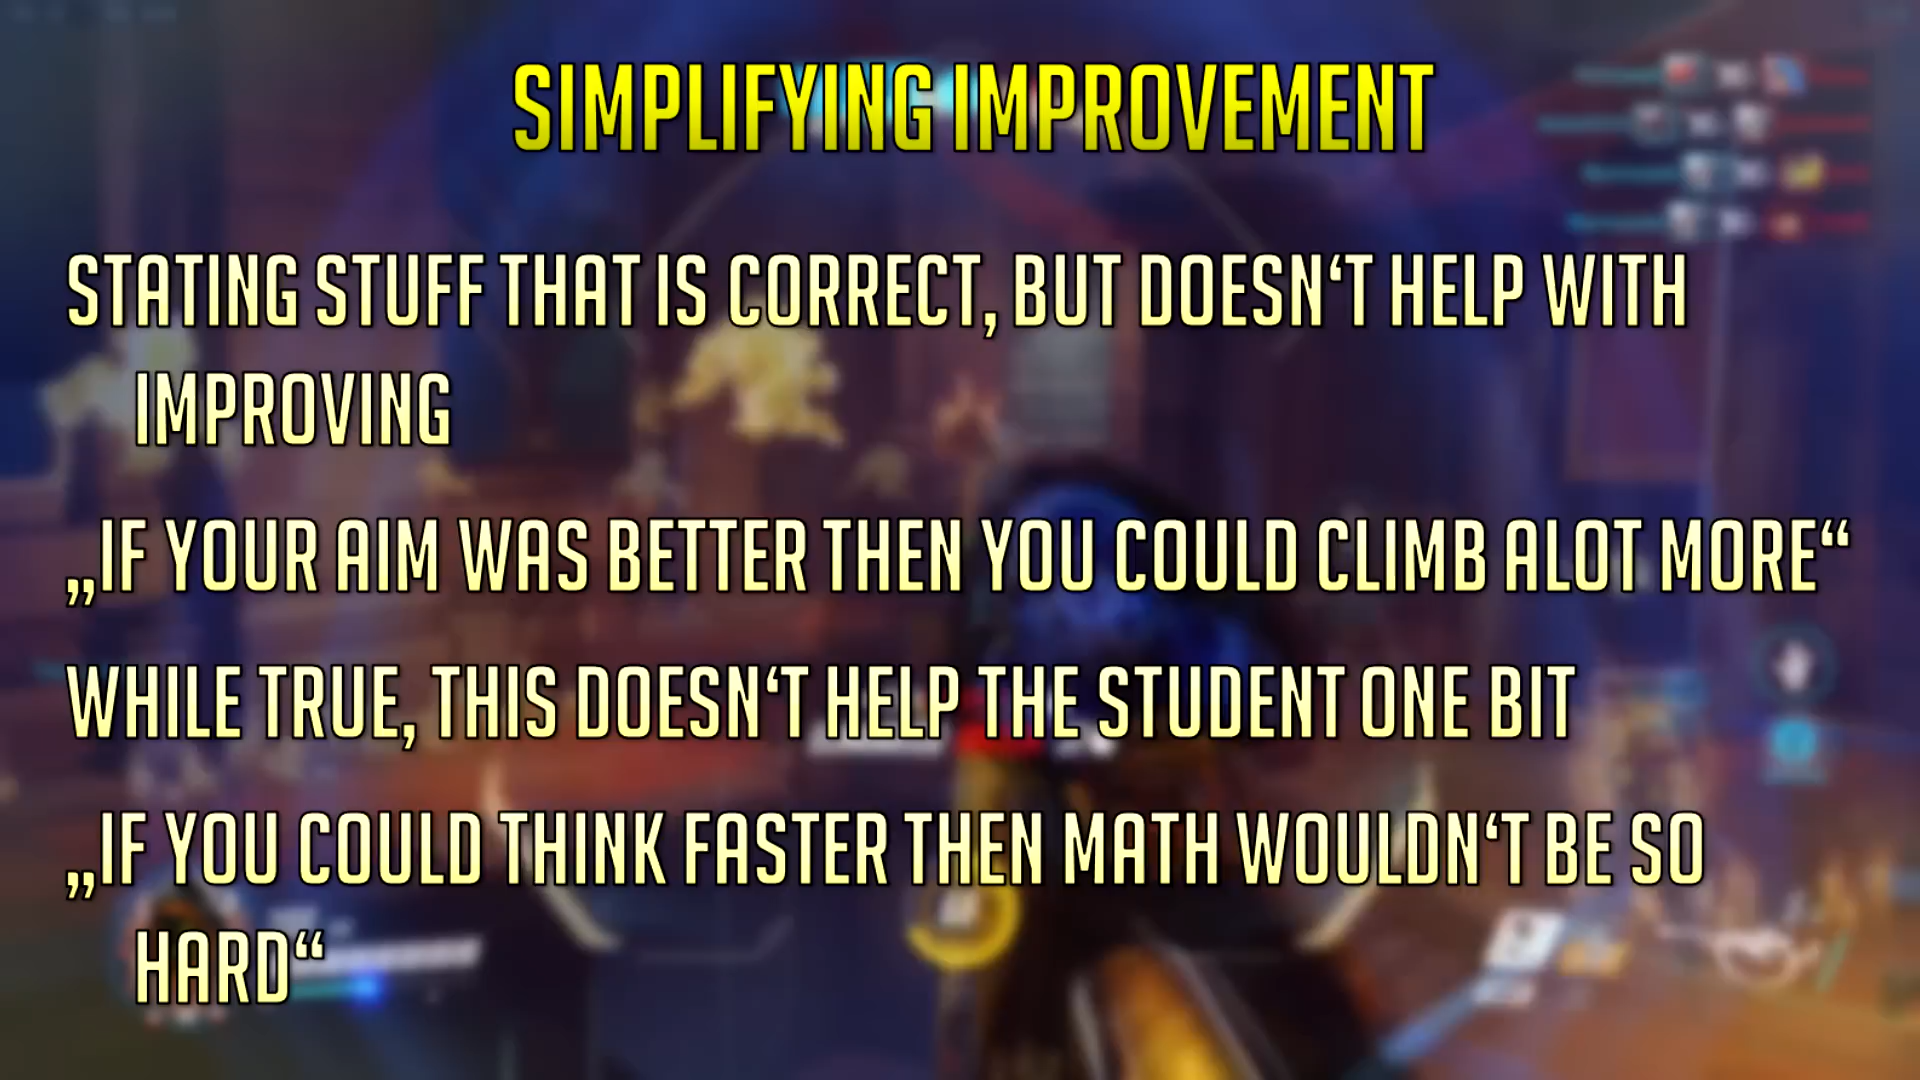 SIMPLIFYING IMPROVEMENT
STATING STUFF THAT IS CORRECT, BUT DOESN‘T HELP WITH
IMPROVING
„IF YOUR AIM WAS BETTER THEN YOU COULD CLIMB ALOT MORE“
WHILE TRUE, THIS DOESN‘T HELP THE STUDENT ONE BIT
„IF YOU COULD THINK FASTER THEN MATH WOULDN‘T BE SO
HARD“